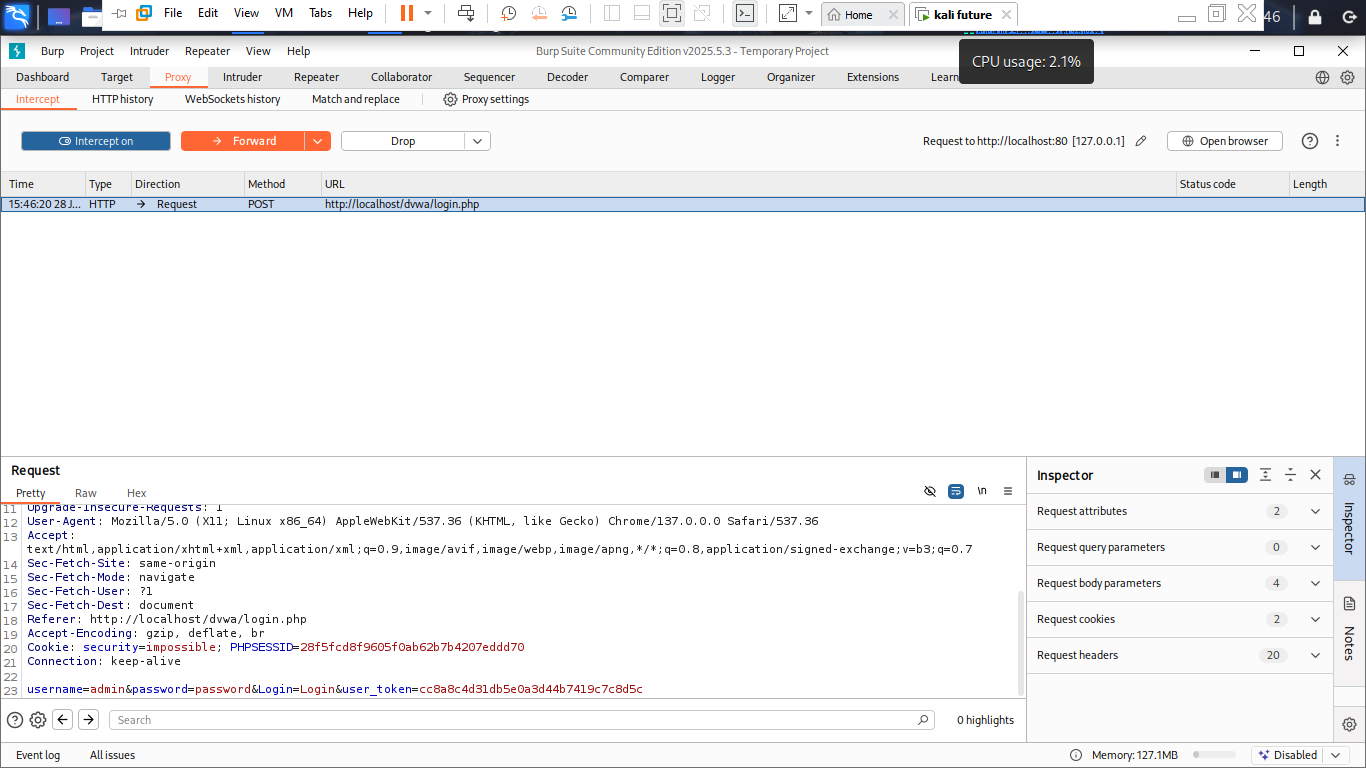 File Edit View VM Tabs Help Home kali future 46
Burp Project Intruder Repeater View Help Burp Suite Community Edition v2025.5.3 - Temporary Project
CPU usage: 2.1%
Dashboard Target Proxy Intruder Repeater Collaborator Sequencer Decoder Comparer Logger Organizer Extensions Learn
Intercept HTTP history WebSockets history Match and replace Proxy settings
Intercept on Forward Drop Request to http://localhost:80 [127.0.0.1] Open browser
Time Type Direction Method URL Status code Length
15:46:20 28 J... HTTP → Request POST http://localhost/dvwa/login.php
Request
Pretty Raw Hex \n
11 Upgrade-Insecure-Requests: 1
12 User-Agent: Mozilla/5.0 (X11; Linux x86_64) AppleWebKit/537.36 (KHTML, like Gecko) Chrome/137.0.0.0 Safari/537.36
13 Accept:
text/html,application/xhtml+xml,application/xml;q=0.9,image/avif,image/webp,image/apng,*/*;q=0.8,application/signed-exchange;v=b3;q=0.7
14 Sec-Fetch-Site: same-origin
15 Sec-Fetch-Mode: navigate
16 Sec-Fetch-User: ?1
17 Sec-Fetch-Dest: document
18 Referer: http://localhost/dvwa/login.php
19 Accept-Encoding: gzip, deflate, br
20 Cookie: security=impossible; PHPSESSID=28f5fcd8f9605f0ab62b7b4207eddd70
21 Connection: keep-alive
22
23 username=admin&password=password&Login=Login&user_token=cc8a8c4d31db5e0a3d44b7419c7c8d5c
Search 0 highlights
Inspector
Request attributes 2
Request query parameters 0
Request body parameters 4
Request cookies 2
Request headers 20
Inspector
Notes
Event log All issues Memory: 127.1MB Disabled